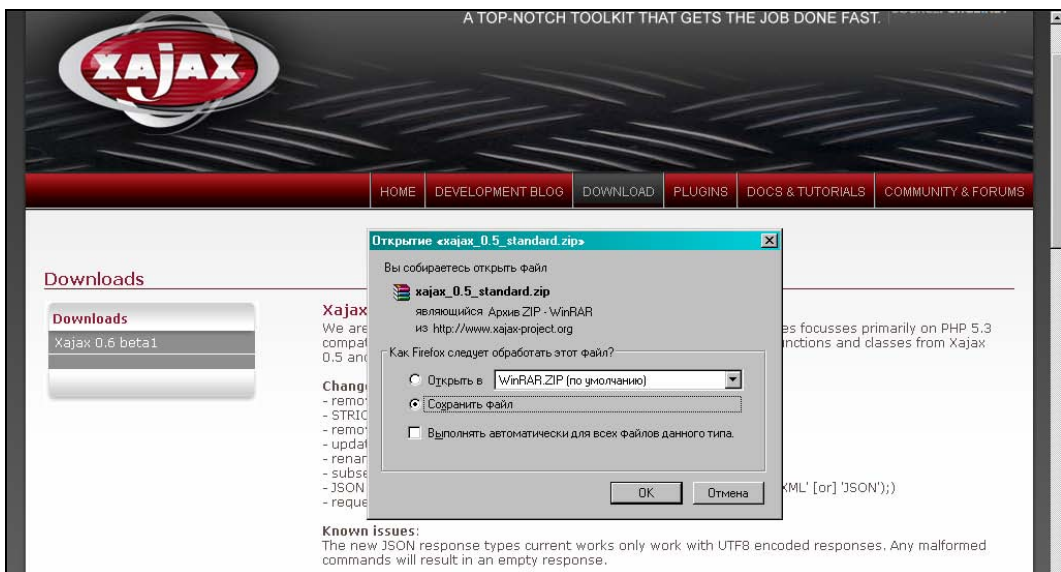 A TOP-NOTCH TOOLKIT THAT GETS THE JOB DONE FAST.
xajax
HOME DEVELOPMENT BLOG DOWNLOAD PLUGINS DOCS & TUTORIALS COMMUNITY & FORUMS
Downloads
Downloads
Xajax 0.6 beta1
Открытие «xajax_0.5_standard.zip»
Вы собираетесь открыть файл
xajax_0.5_standard.zip
являющийся Архив ZIP - WinRAR
из http://www.xajax-project.org
Как Firefox следует обработать этот файл?
Открыть в WinRAR.ZIP (по умолчанию)
Сохранить файл
Выполнять автоматически для всех файлов данного типа.
OK Отмена
Xajax
We are es focusses primarily on PHP 5.3
compat nctions and classes from Xajax
0.5 and
Chang
- remo
- STRIC
- remo
- updat
- renar
- subse
- JSON XML' [or] 'JSON');)
- reque
Known issues:
The new JSON response types current works only work with UTF8 encoded responses. Any malformed
commands will result in an empty response.